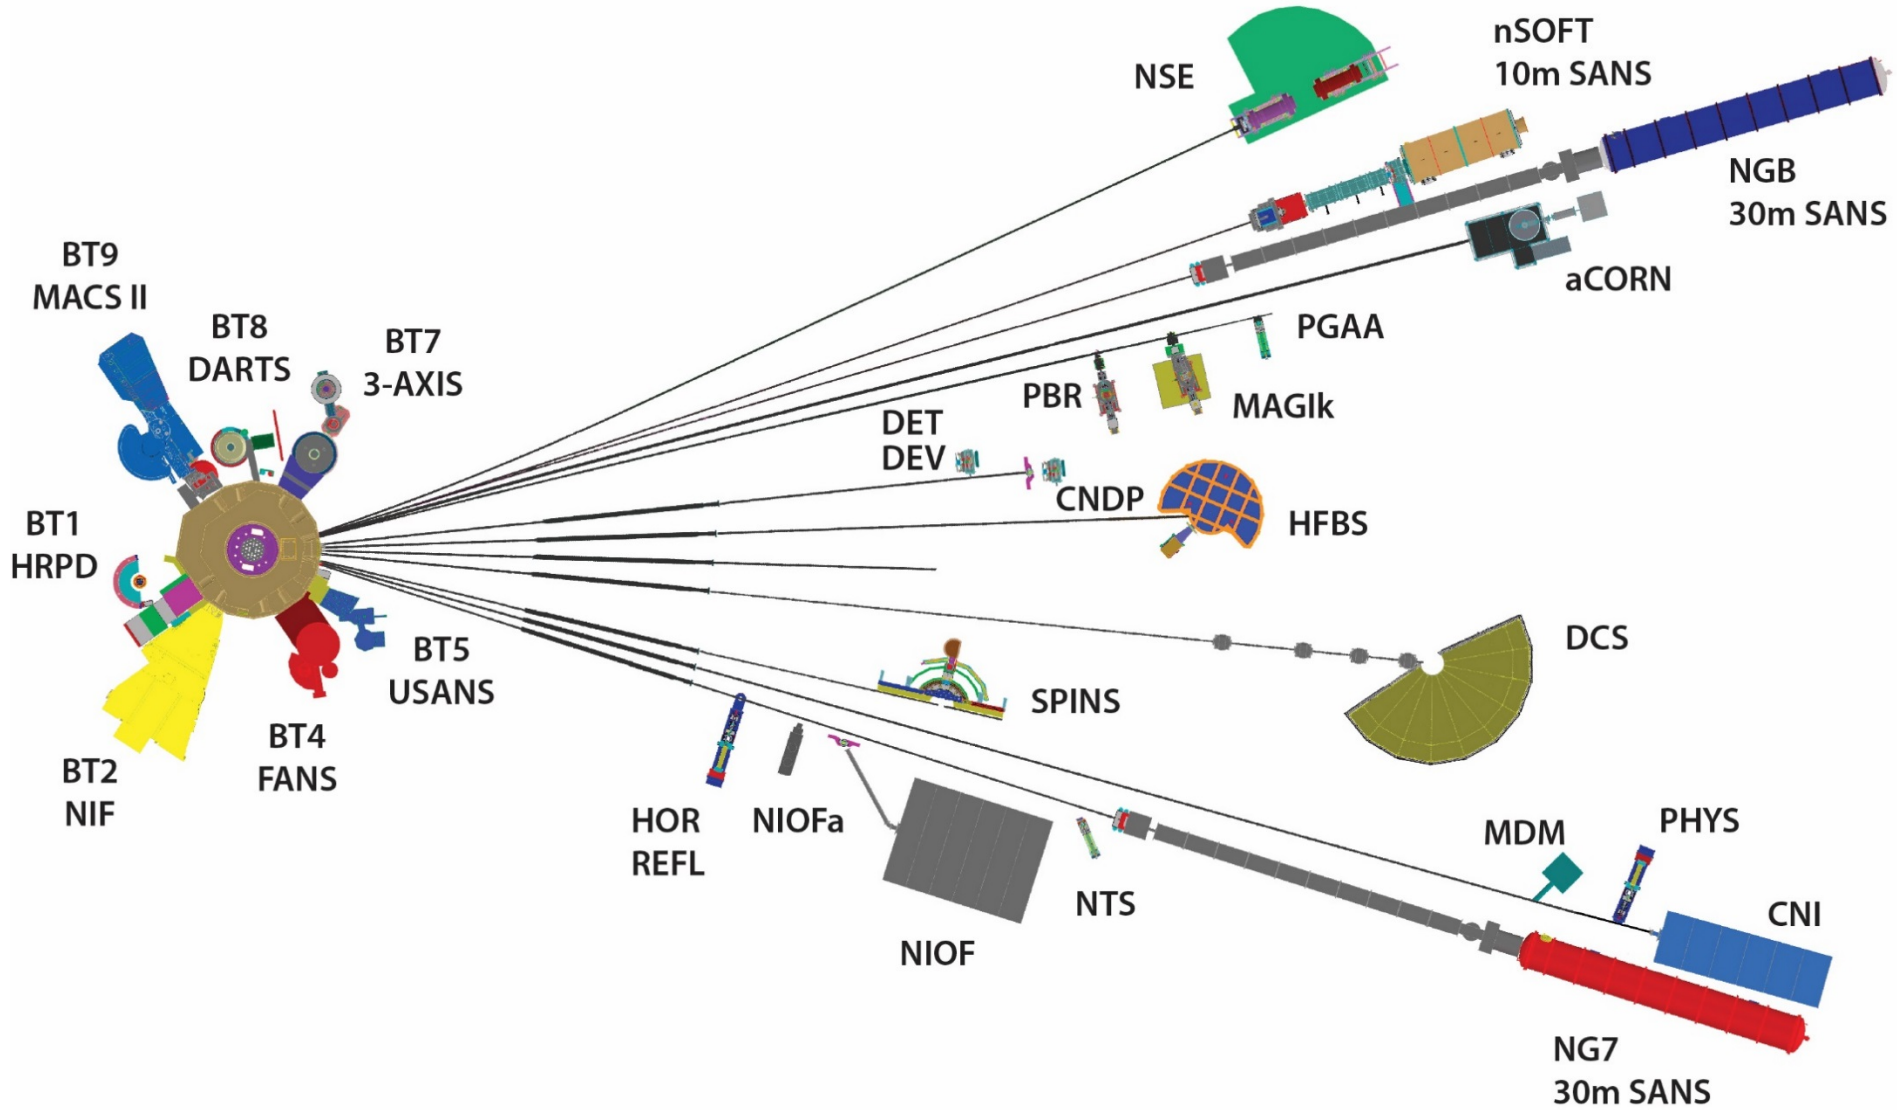 NSE
nSOFT
10m SANS
NGB
30m SANS
aCORN
BT9
MACS II
BT8
DARTS
BT7
3-AXIS
PGAA
PBR
MAGIk
DET
DEV
CNDP
HFBS
BT1
HRPD
BT5
USANS
DCS
SPINS
BT4
FANS
BT2
NIF
HOR
REFL
NIOFa
NIOF
NTS
MDM
PHYS
CNI
NG7
30m SANS